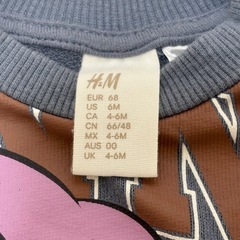 H&M
EUR 68
US 6M
CA 4-6M
CN 66/48
MX 4-6M
AUS 00
UK 4-6M